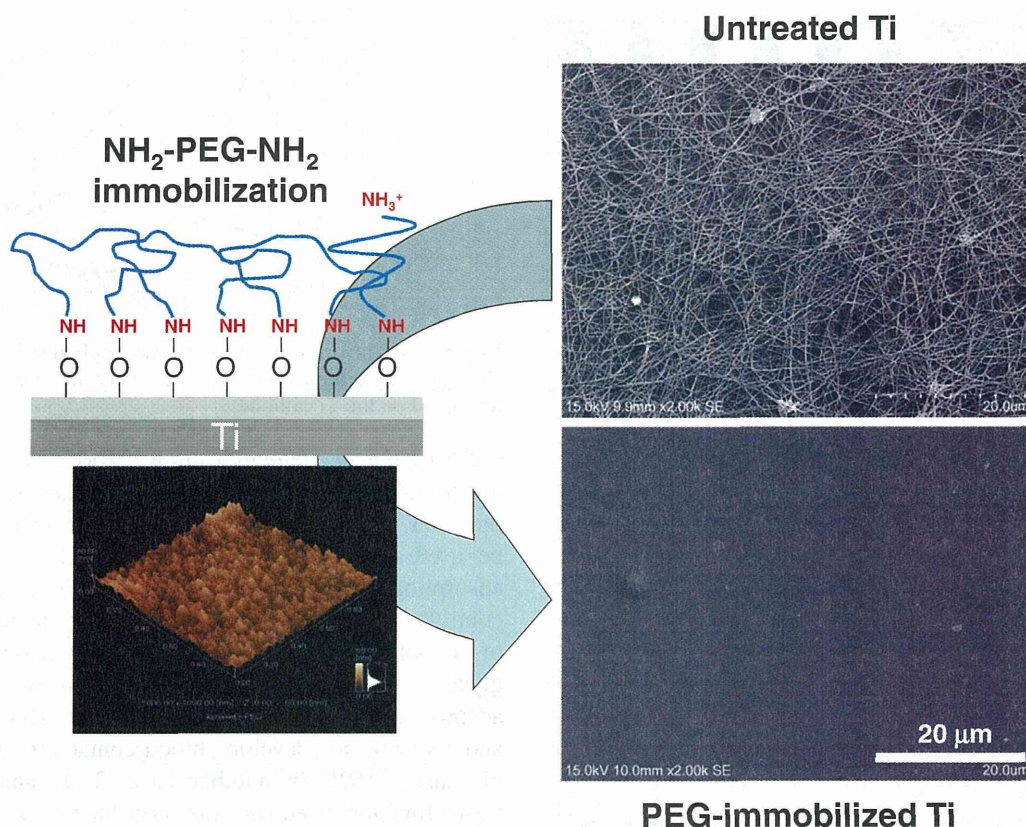 Untreated Ti
NH₂-PEG-NH₂
immobilization
NH₃⁺
NH NH NH NH NH NH NH
O O O O O O O
Ti
15.0kV 9.9mm x2.00k SE 20.0um
20 μm
15.0kV 10.0mm x2.00k SE 20.0um
PEG-immobilized Ti